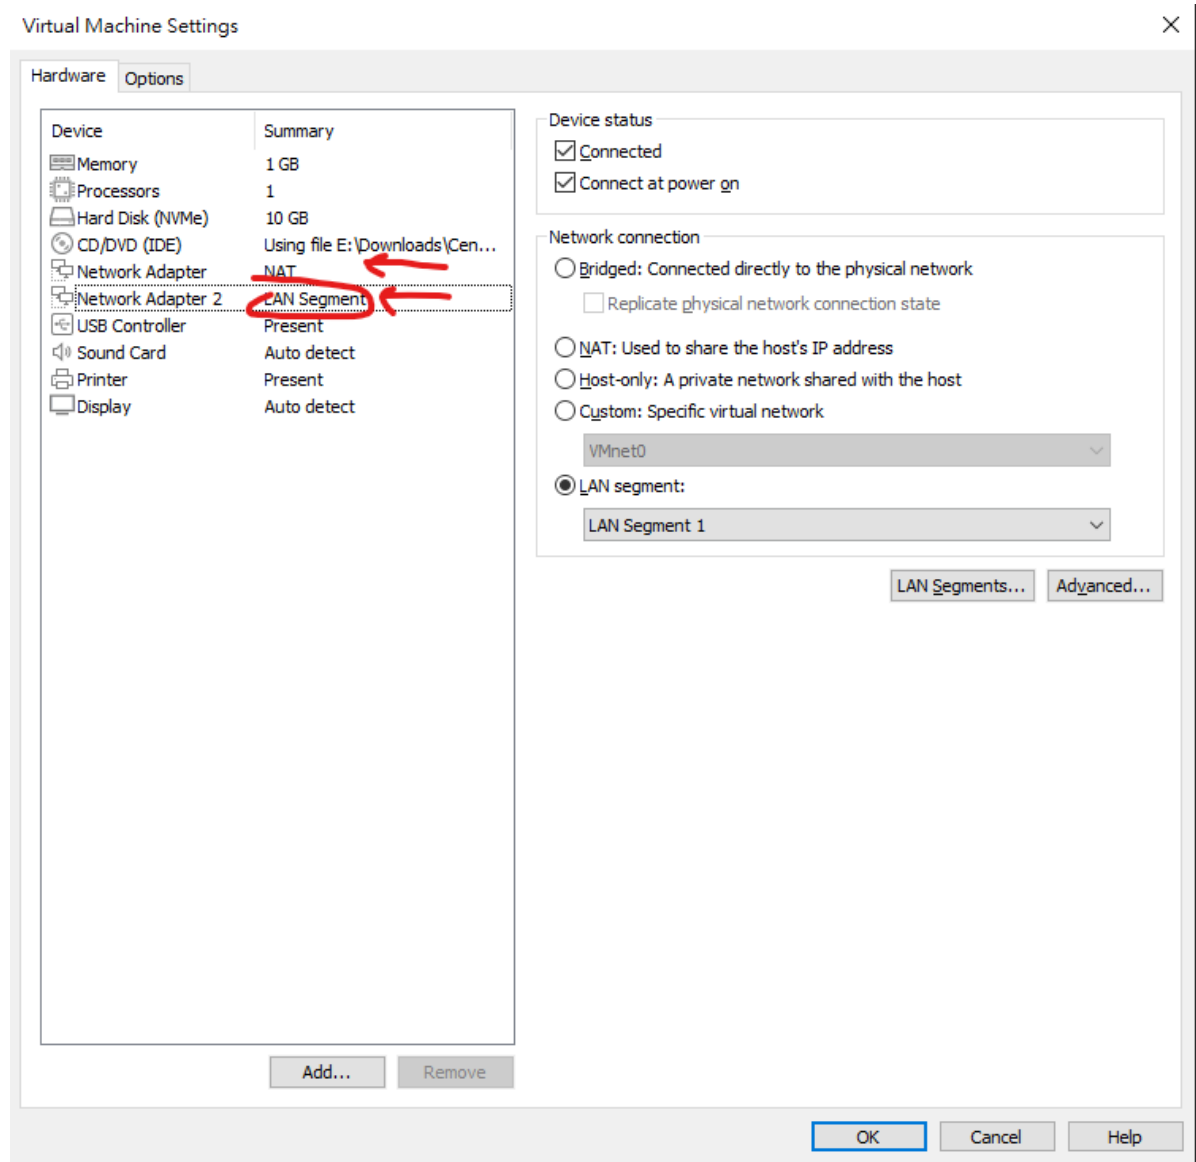 Virtual Machine Settings
Hardware Options
Device Summary
Memory 1 GB
Processors 1
Hard Disk (NVMe) 10 GB
CD/DVD (IDE) Using file E:\Downloads\Cen...
Network Adapter NAT
Network Adapter 2 LAN Segment
USB Controller Present
Sound Card Auto detect
Printer Present
Display Auto detect
Add... Remove
Device status
Connected
Connect at power on
Network connection
Bridged: Connected directly to the physical network
Replicate physical network connection state
NAT: Used to share the host's IP address
Host-only: A private network shared with the host
Custom: Specific virtual network
VMnet0
LAN segment:
LAN Segment 1
LAN Segments... Advanced...
OK Cancel Help